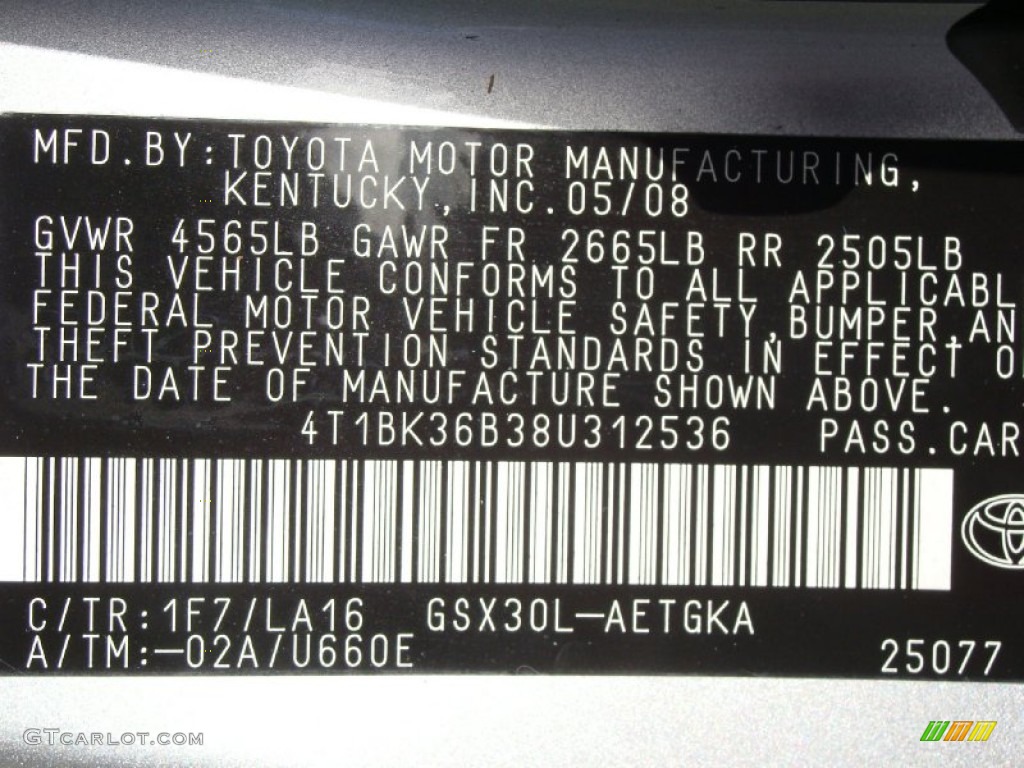 MFD.BY:TOYOTA MOTOR MANUFACTURING,
KENTUCKY,INC.05/08
GVWR 4565LB GAWR FR 2665LB RR 2505LB
THIS VEHICLE CONFORMS TO ALL APPLICABL
FEDERAL MOTOR VEHICLE SAFETY,BUMPER,AN
THEFT PREVENTION STANDARDS IN EFFECT O
THE DATE OF MANUFACTURE SHOWN ABOVE.
4T1BK36B38U312536 PASS.CAR
C/TR:1F7/LA16 GSX30L-AETGKA
A/TM:-02A/U660E 25077
GTCARLOT.COM